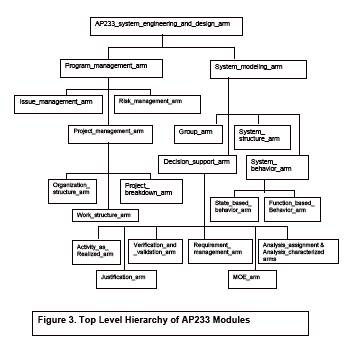 AP233_system_engineering_and_design_arm
Program_management_arm
System_modeling_arm
Issue_management_arm
Risk_management_arm
Project_management_arm
Group_arm
System_
structure_arm
Decision_support_arm
System_
behavior_arm
Organization_
structure_arm
Project_
breakdown_arm
State_based_
behavior_arm
Function_based_
Behavior_arm
Work_structure_arm
Activity_as_
Realized_arm
Verification_and
_validation_arm
Requirement_
management_arm
Analysis_assignment &
Analysis_characterized
arms
Justification_arm
MOE_arm
Figure 3. Top Level Hierarchy of AP233 Modules